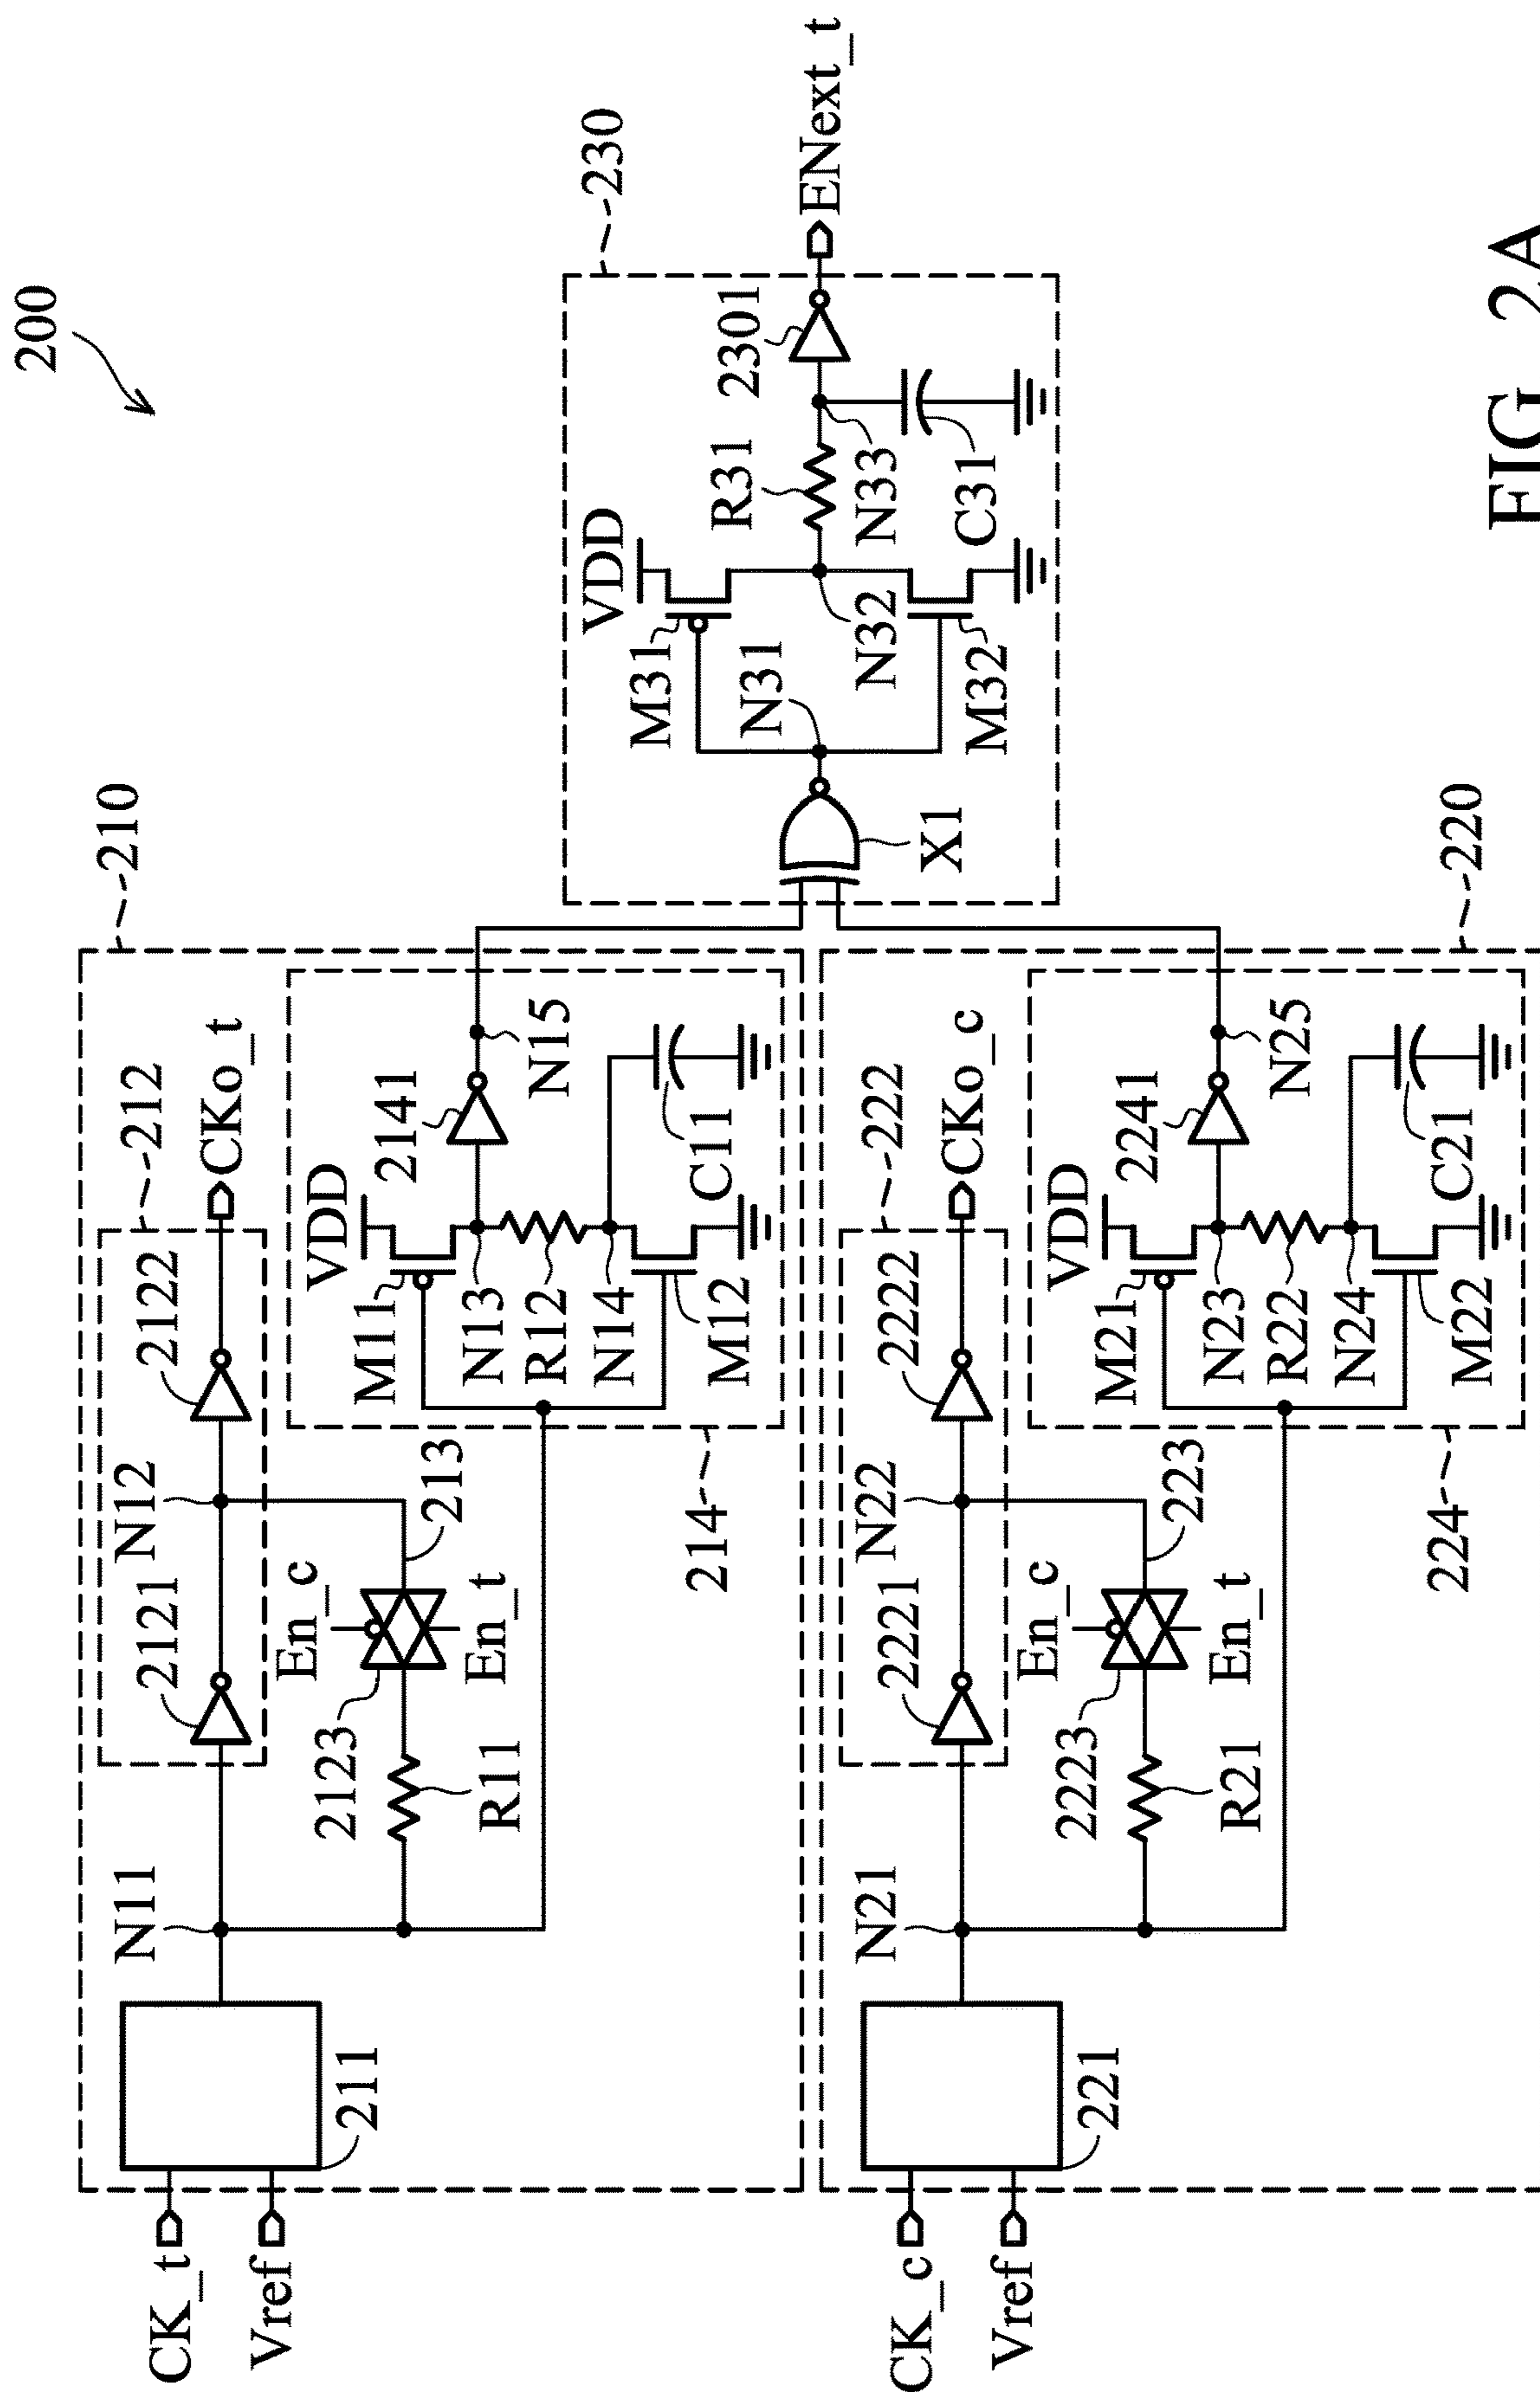 200
210
212
N11
2121
N12
2122
CKo_t
CK_t
Vref
211
En_c
2123
En_t
R11
213
214
VDD
M11
2141
N13
N15
R12
N14
M12
C11
230
VDD
M31
R31
2301
ENext_t
N31
N32
N33
M32
C31
X1
220
222
N21
2221
N22
2222
CKo_c
CK_c
Vref
221
En_c
2223
En_t
R21
223
224
VDD
M21
2241
N23
N25
R222
N24
M22
C21
FIG. 2A